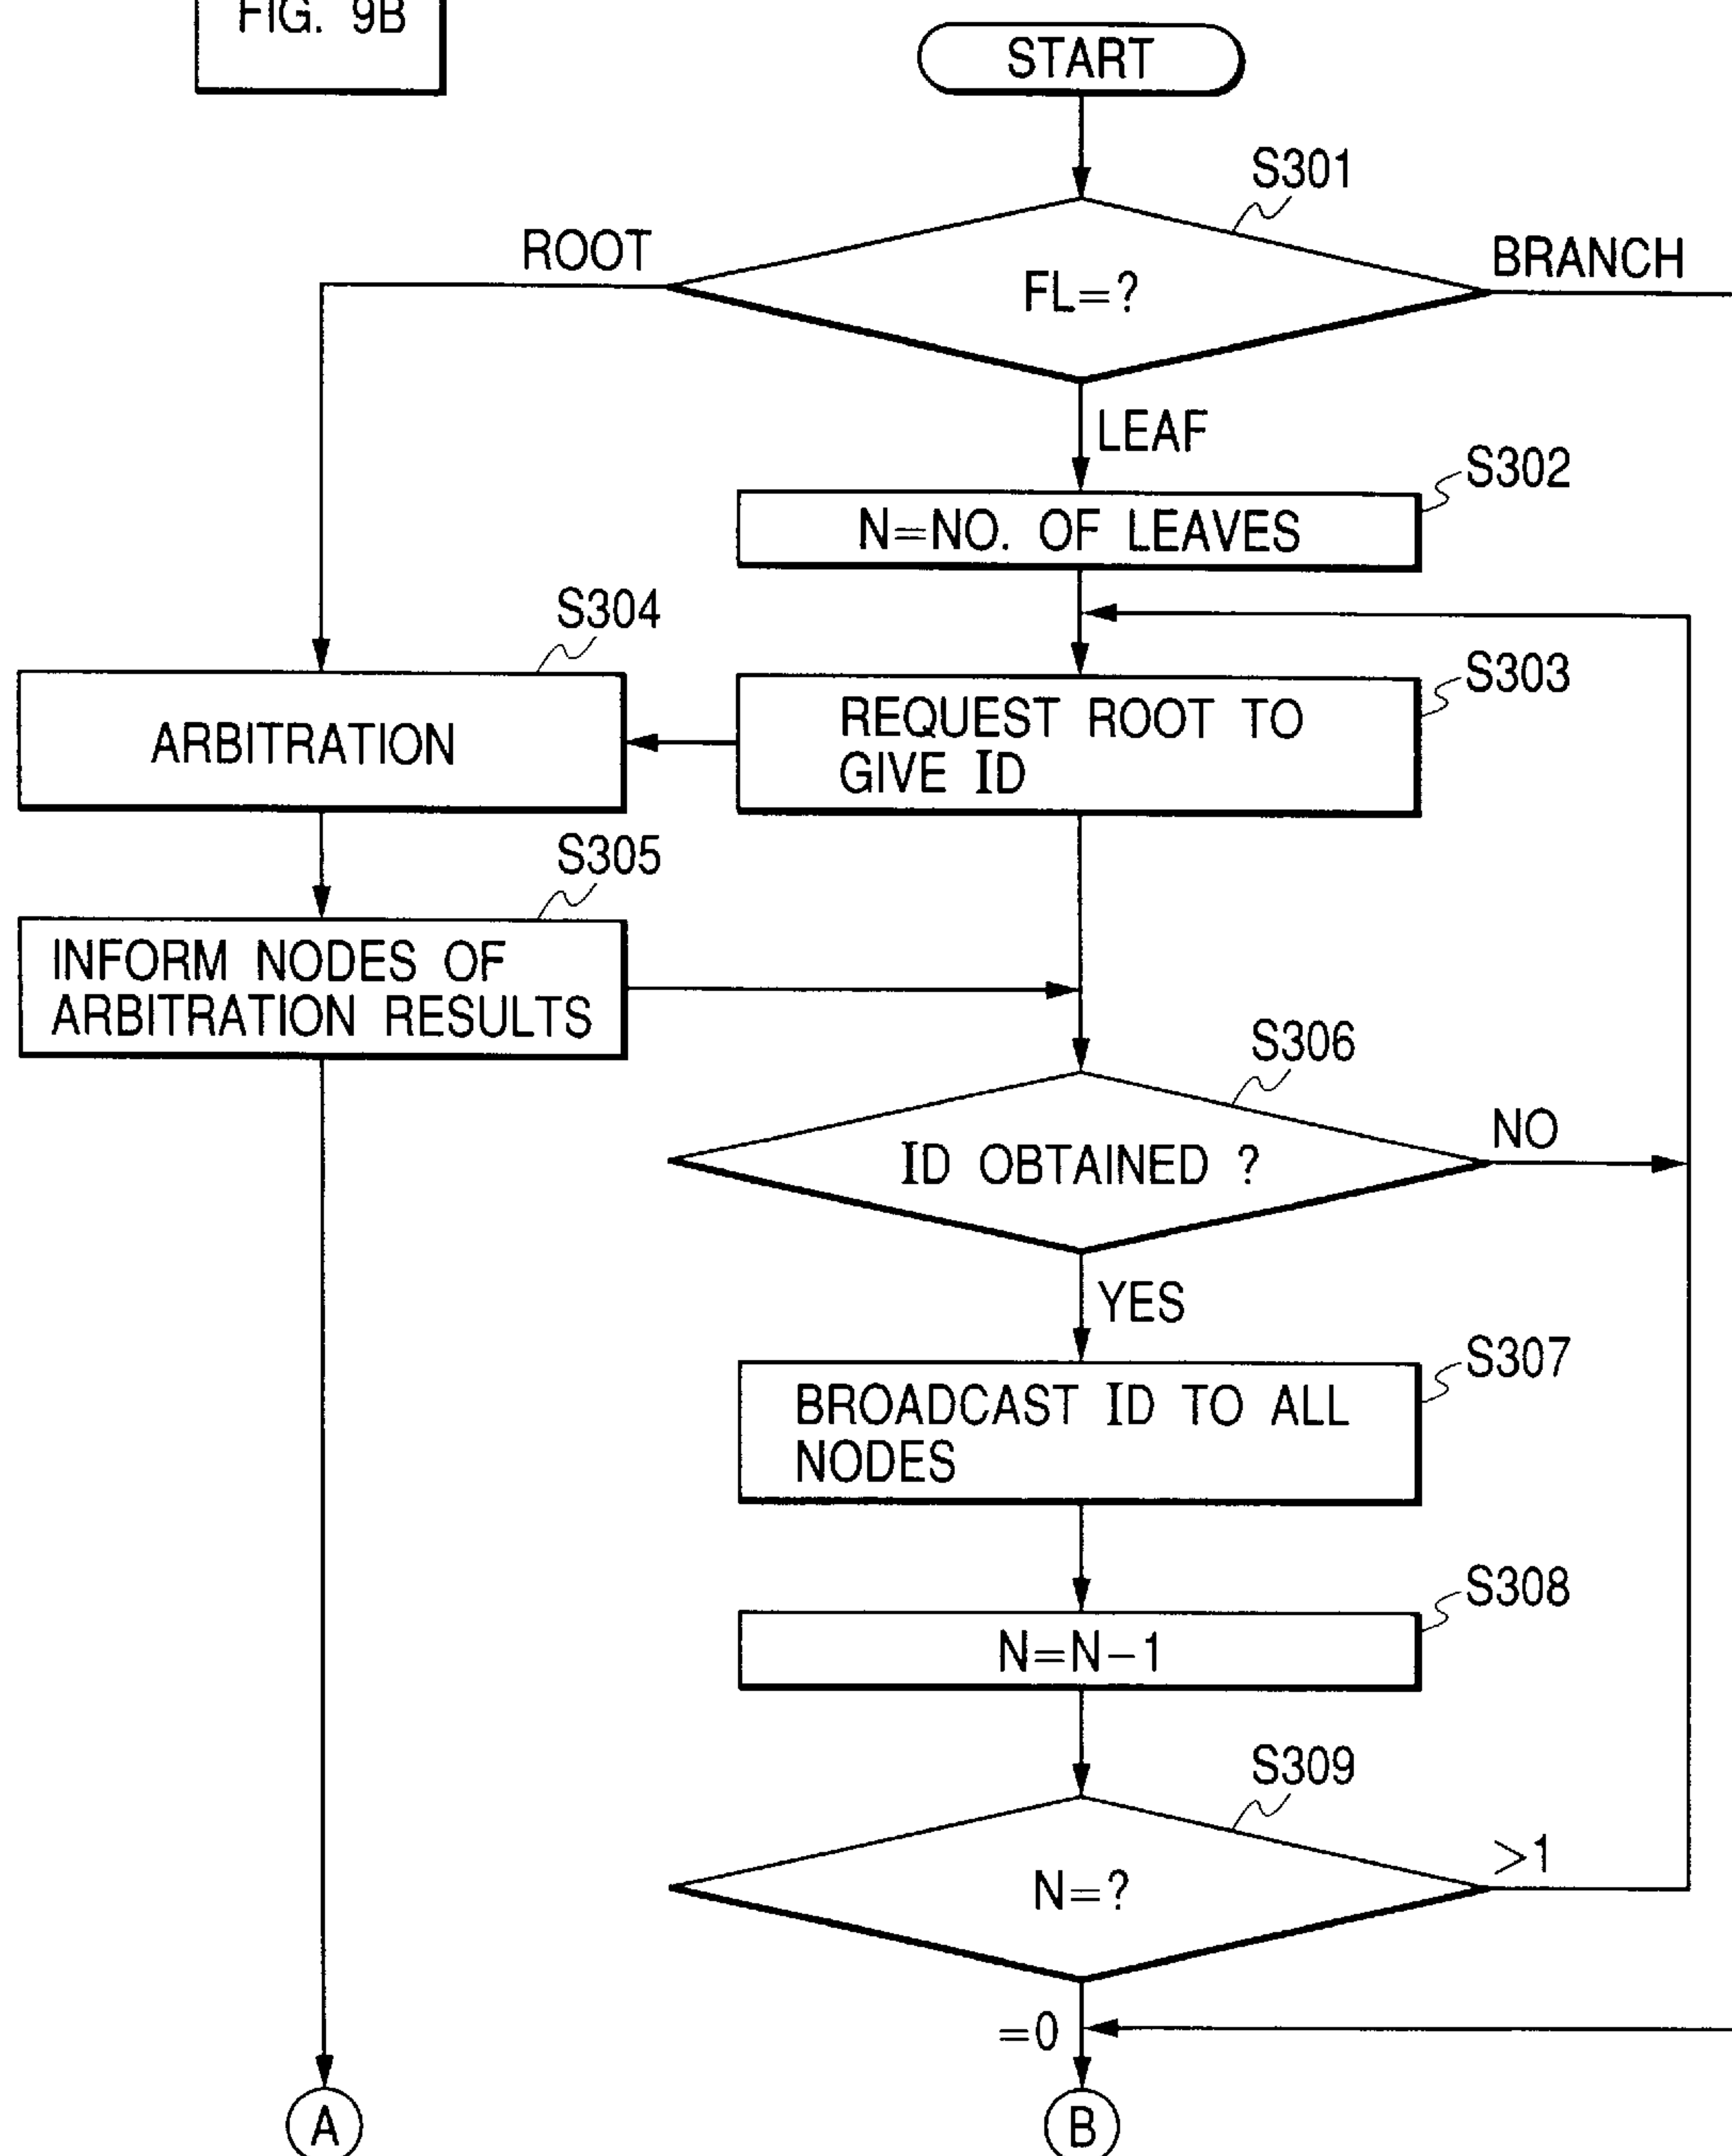 FIG. 9B
START
S301
ROOT
BRANCH
FL=?
LEAF
S302
N=NO. OF LEAVES
S304
S303
ARBITRATION
REQUEST ROOT TO
GIVE ID
S305
INFORM NODES OF
ARBITRATION RESULTS
S306
NO
ID OBTAINED ?
YES
S307
BROADCAST ID TO ALL
NODES
S308
N=N-1
S309
>1
N=?
=0
A
B